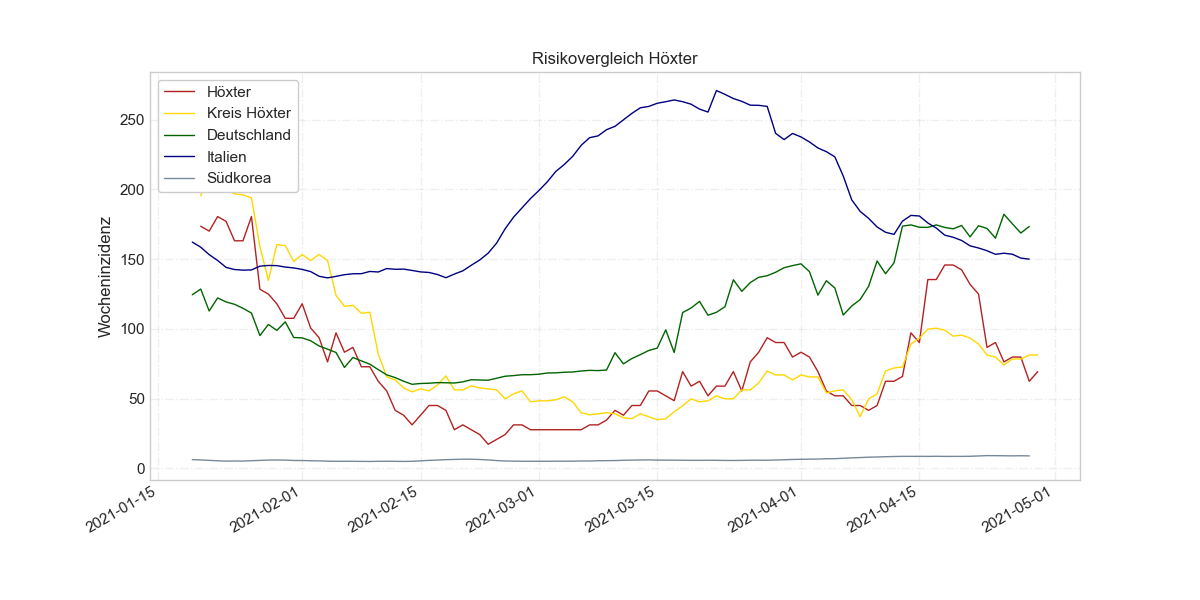 Risikovergleich Höxter
Höxter
Kreis Höxter
Deutschland
Italien
Südkorea
Wocheninzidenz
250
200
150
100
50
0
2021-01-15
2021-02-01
2021-02-15
2021-03-01
2021-03-15
2021-04-01
2021-04-15
2021-05-01